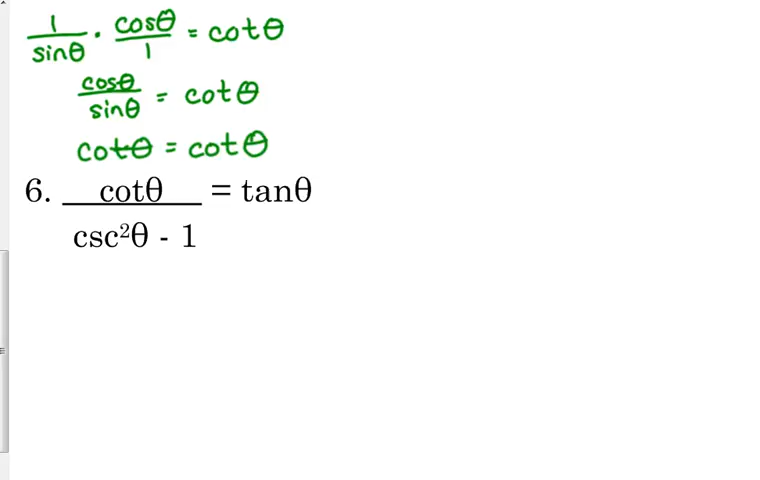 1/sinθ · cosθ/1 = cotθ
cosθ/sinθ = cotθ
cotθ = cotθ
6. cotθ/csc²θ - 1 = tanθ